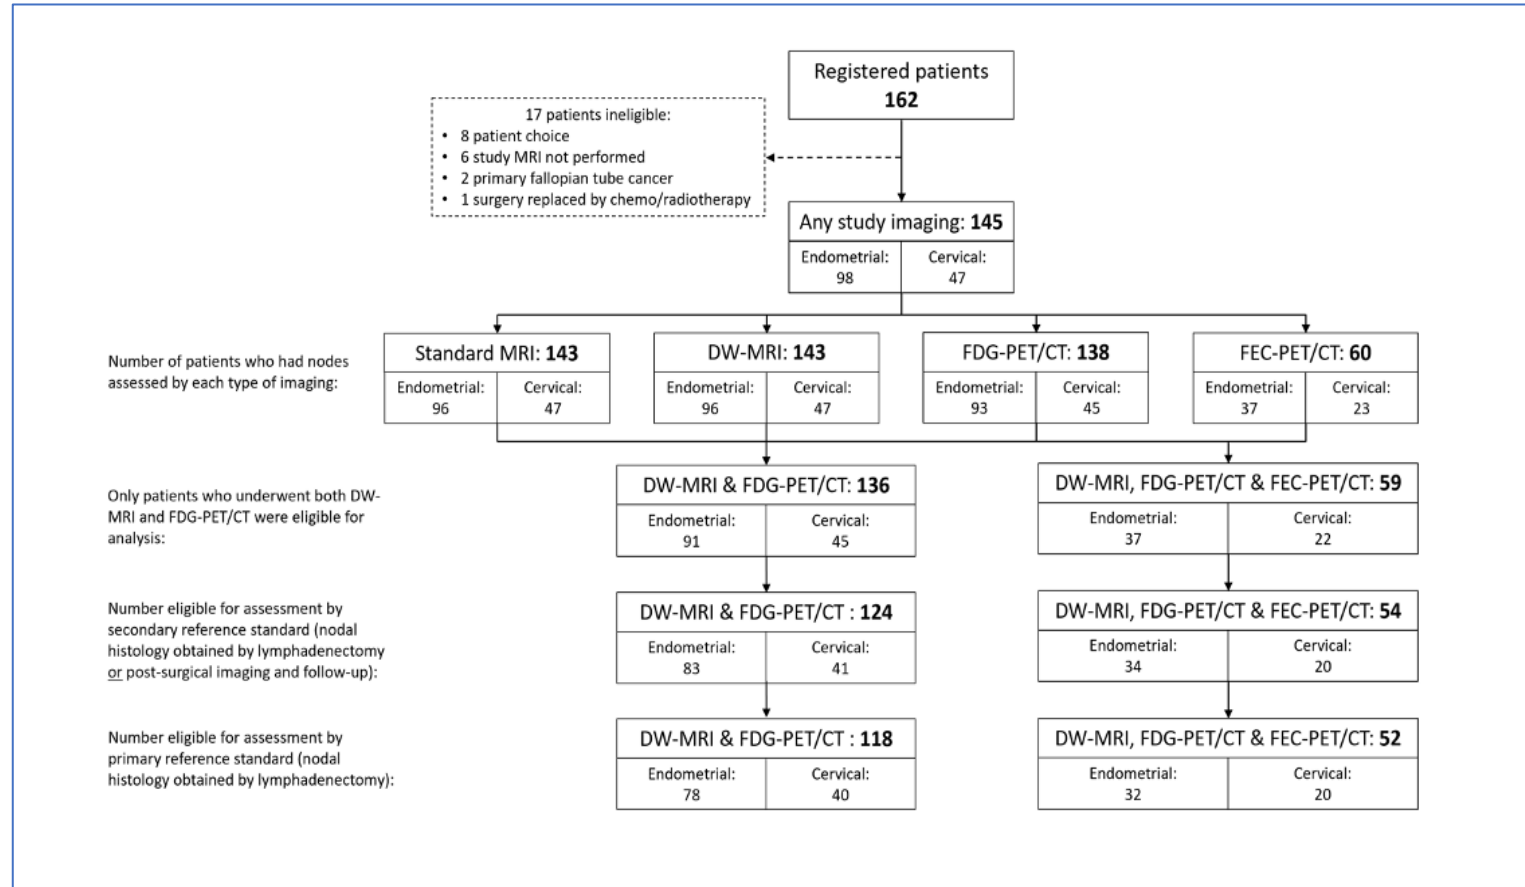 Registered patients
162
17 patients ineligible:
• 8 patient choice
• 6 study MRI not performed
• 2 primary fallopian tube cancer
• 1 surgery replaced by chemo/radiotherapy
Any study imaging: 145
Endometrial:
98
Cervical:
47
Number of patients who had nodes
assessed by each type of imaging:
Standard MRI: 143
Endometrial:
96
Cervical:
47
DW-MRI: 143
Endometrial:
96
Cervical:
47
FDG-PET/CT: 138
Endometrial:
93
Cervical:
45
FEC-PET/CT: 60
Endometrial:
37
Cervical:
23
Only patients who underwent both DW-
MRI and FDG-PET/CT were eligible for
analysis:
DW-MRI & FDG-PET/CT: 136
Endometrial:
91
Cervical:
45
DW-MRI, FDG-PET/CT & FEC-PET/CT: 59
Endometrial:
37
Cervical:
22
Number eligible for assessment by
secondary reference standard (nodal
histology obtained by lymphadenectomy
or post-surgical imaging and follow-up):
DW-MRI & FDG-PET/CT : 124
Endometrial:
83
Cervical:
41
DW-MRI, FDG-PET/CT & FEC-PET/CT: 54
Endometrial:
34
Cervical:
20
Number eligible for assessment by
primary reference standard (nodal
histology obtained by lymphadenectomy):
DW-MRI & FDG-PET/CT : 118
Endometrial:
78
Cervical:
40
DW-MRI, FDG-PET/CT & FEC-PET/CT: 52
Endometrial:
32
Cervical:
20